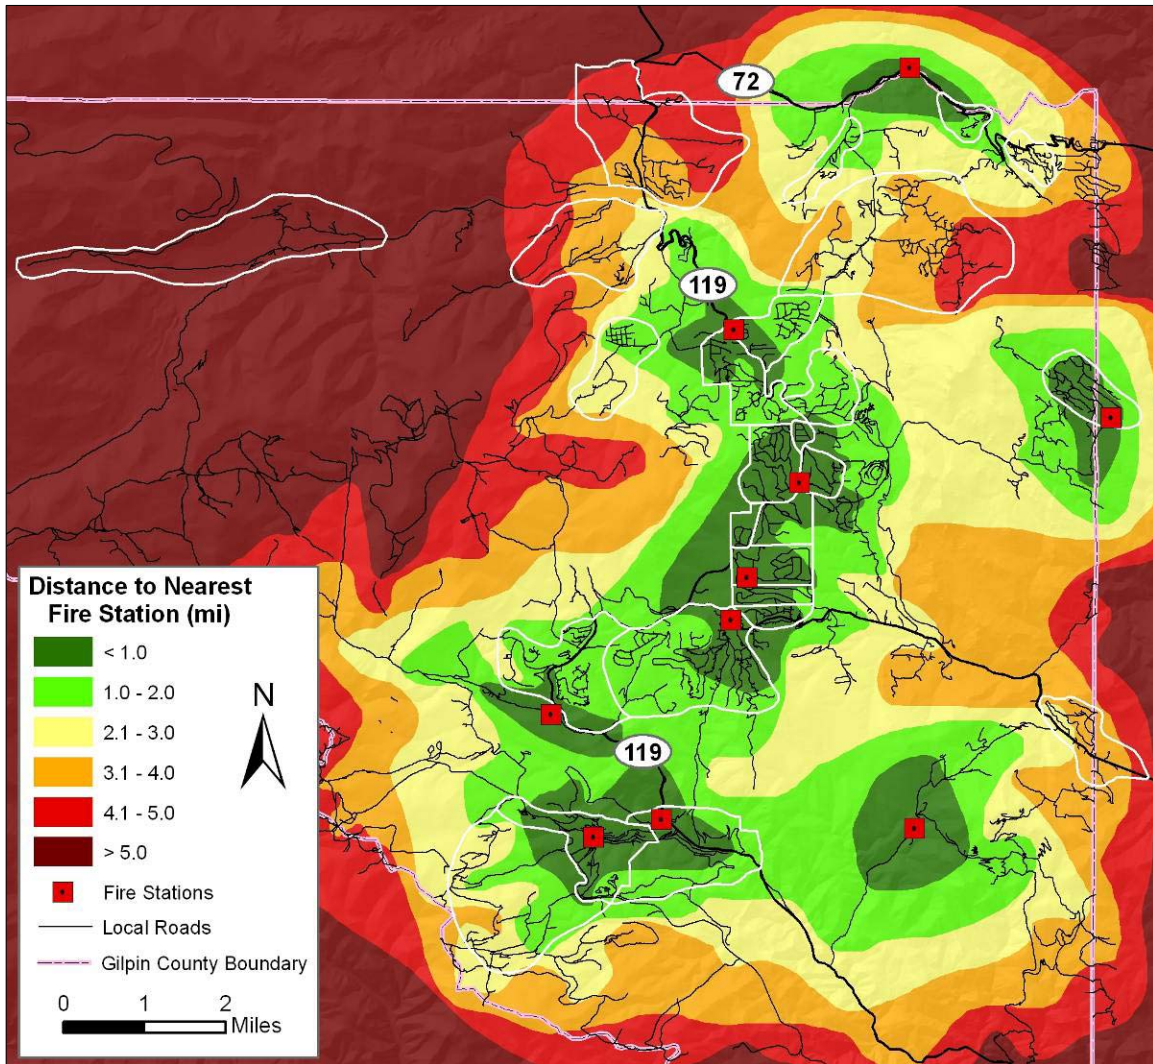 72
119
119
Distance to Nearest
Fire Station (mi)
< 1.0
1.0 - 2.0
2.1 - 3.0
3.1 - 4.0
4.1 - 5.0
> 5.0
Fire Stations
Local Roads
Gilpin County Boundary
N
0 1 2
Miles